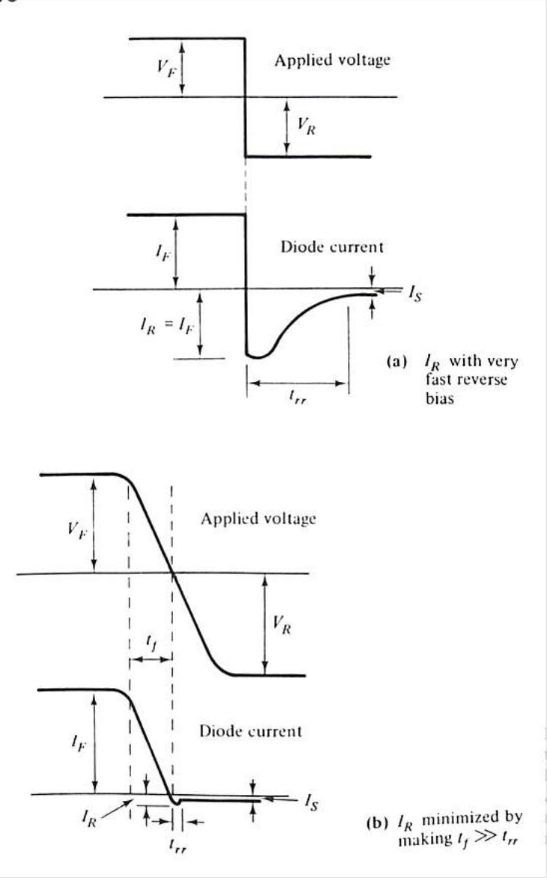 V_F
Applied voltage
V_R
I_F
Diode current
I_S
I_R = I_F
(a) I_R with very
fast reverse
bias
t_rr
V_F
Applied voltage
V_R
t_f
I_F
Diode current
I_R
I_S
t_rr
(b) I_R minimized by
making t_f >> t_rr